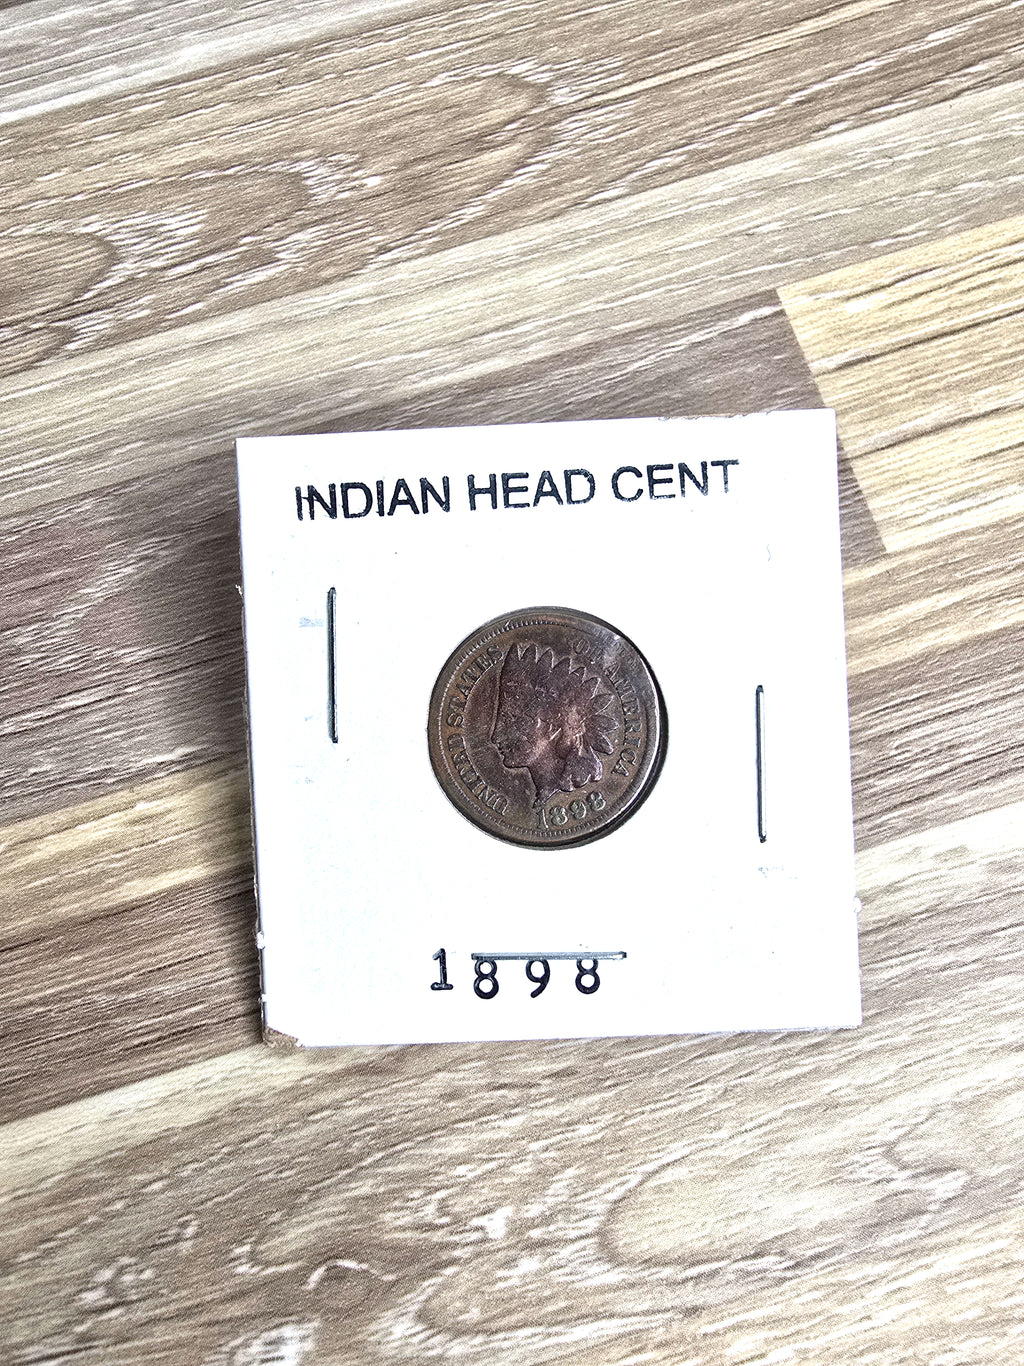 INDIAN HEAD CENT
UNITED STATES OF AMERICA
1898
1898